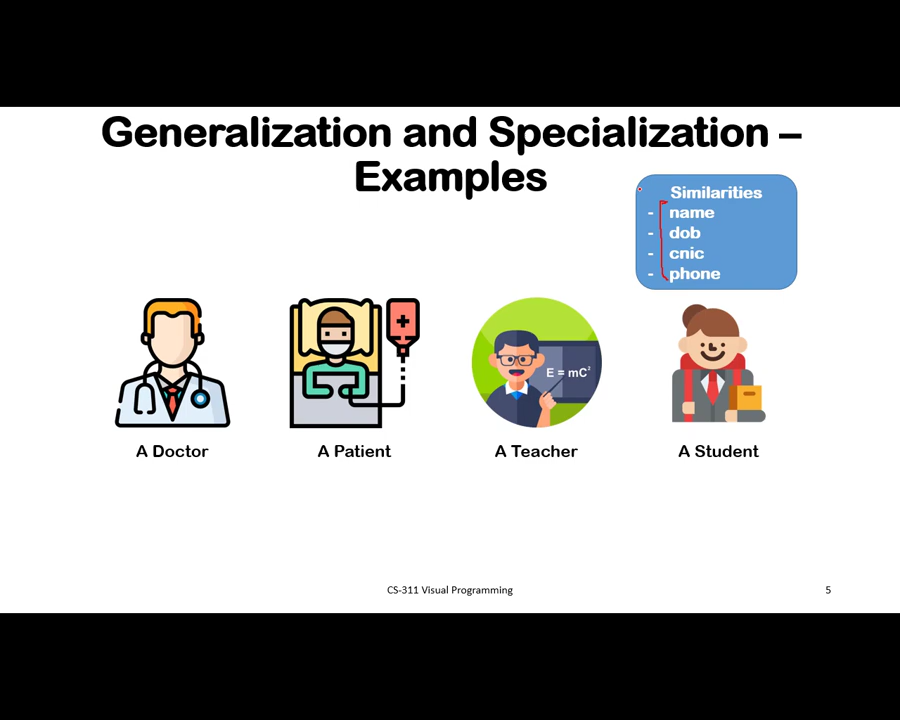 Generalization and Specialization –
Examples
Similarities
- name
- dob
- cnic
- phone
E = mC²
A Doctor
A Patient
A Teacher
A Student
CS-311 Visual Programming
5